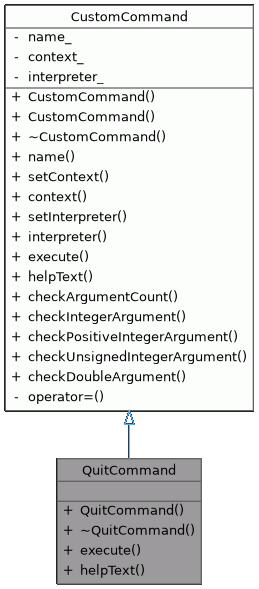 CustomCommand
- name_
- context_
- interpreter_
+ CustomCommand()
+ CustomCommand()
+ ~CustomCommand()
+ name()
+ setContext()
+ context()
+ setInterpreter()
+ interpreter()
+ execute()
+ helpText()
+ checkArgumentCount()
+ checkIntegerArgument()
+ checkPositiveIntegerArgument()
+ checkUnsignedIntegerArgument()
+ checkDoubleArgument()
- operator=()
QuitCommand
+ QuitCommand()
+ ~QuitCommand()
+ execute()
+ helpText()